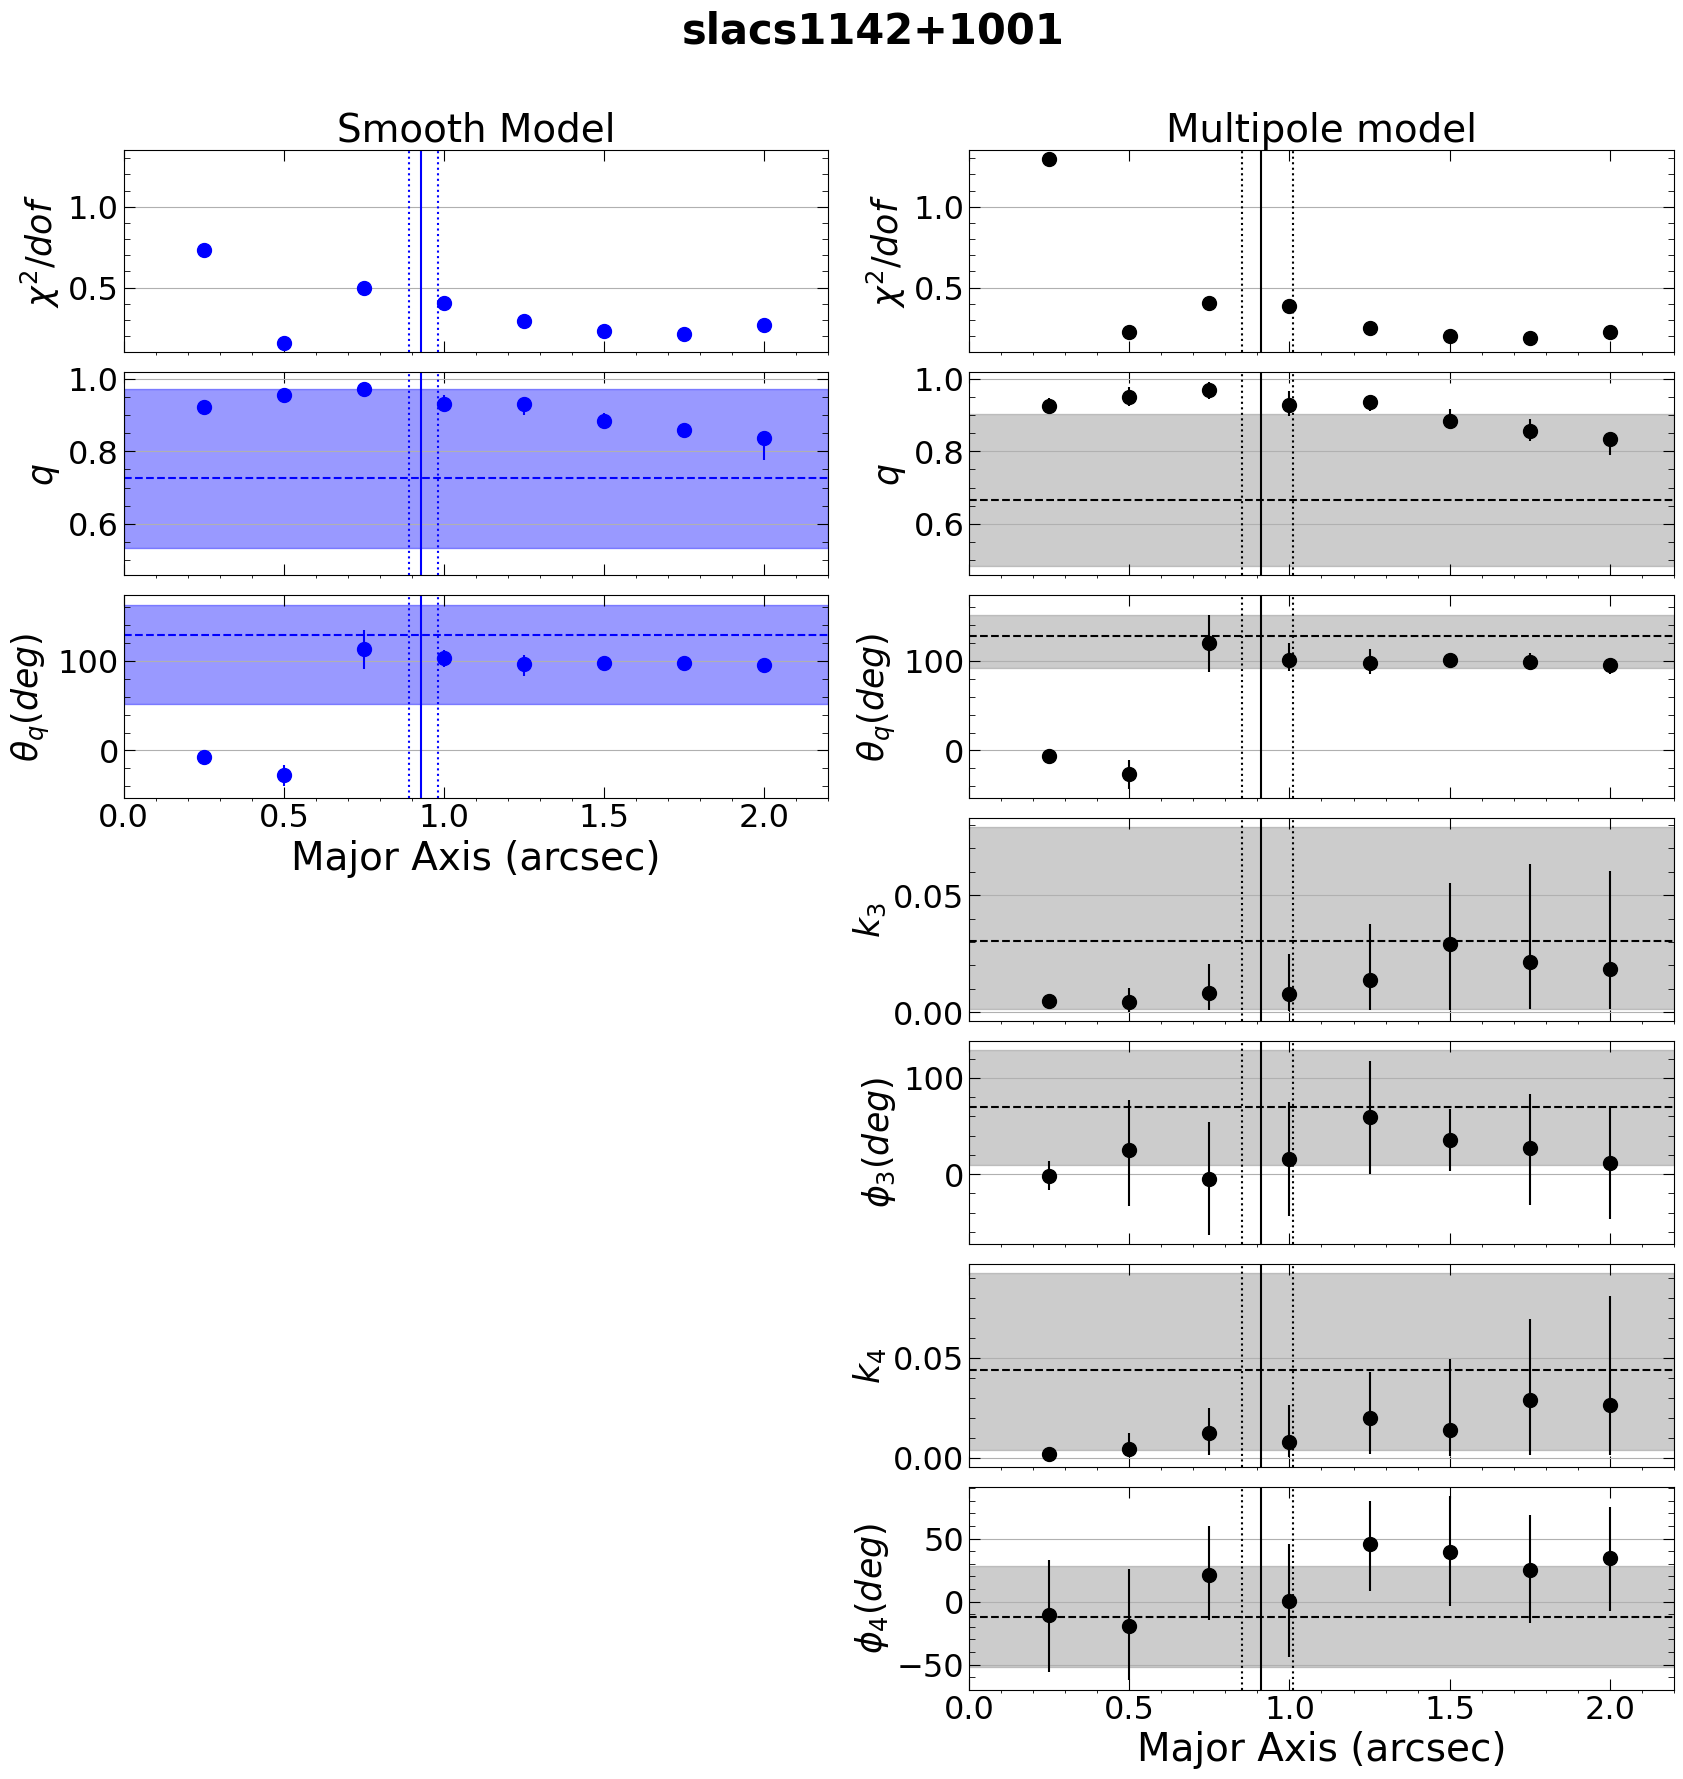 slacs1142+1001
Smooth Model
χ²/dof
1.0
0.5
q
1.0
0.8
0.6
θ_q(deg)
100
0
0.0 0.5 1.0 1.5 2.0
Major Axis (arcsec)
Multipole model
χ²/dof
1.0
0.5
q
1.0
0.8
0.6
θ_q(deg)
100
0
k₃
0.05
0.00
ϕ₃(deg)
100
0
k₄
0.05
0.00
ϕ₄(deg)
50
0
−50
0.0 0.5 1.0 1.5 2.0
Major Axis (arcsec)